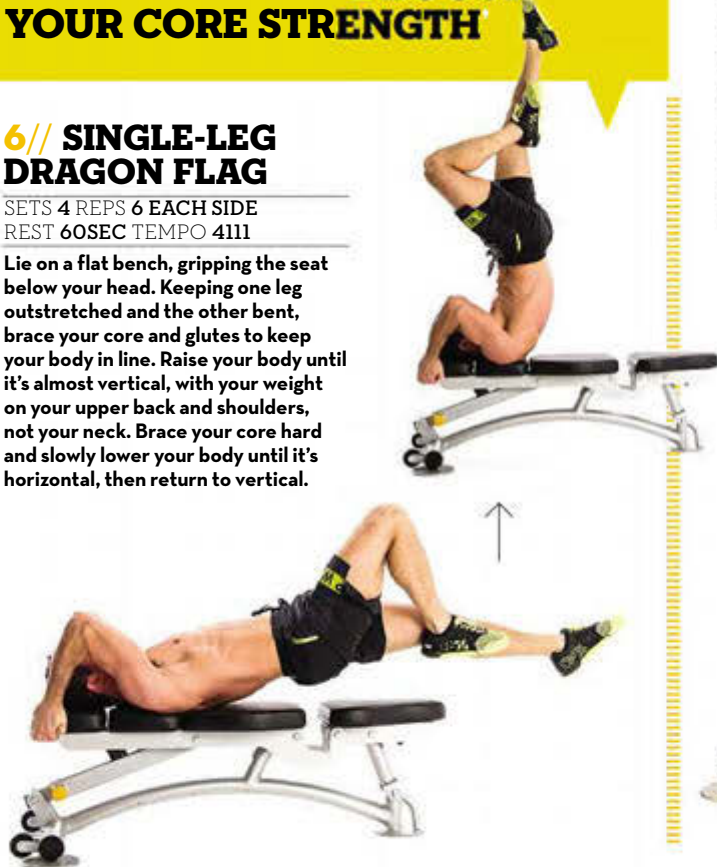 YOUR CORE STRENGTH
6// SINGLE-LEG
DRAGON FLAG
SETS 4 REPS 6 EACH SIDE
REST 60SEC TEMPO 4111
Lie on a flat bench, gripping the seat
below your head. Keeping one leg
outstretched and the other bent,
brace your core and glutes to keep
your body in line. Raise your body until
it’s almost vertical, with your weight
on your upper back and shoulders,
not your neck. Brace your core hard
and slowly lower your body until it’s
horizontal, then return to vertical.